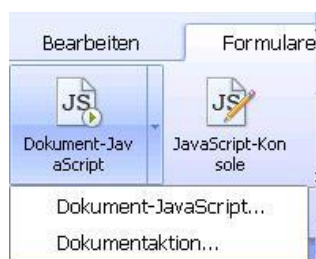 Bearbeiten
Formulare
JS
JS
Dokument-Jav
aScript
JavaScript-Kon
sole
Dokument-JavaScript...
Dokumentaktion...